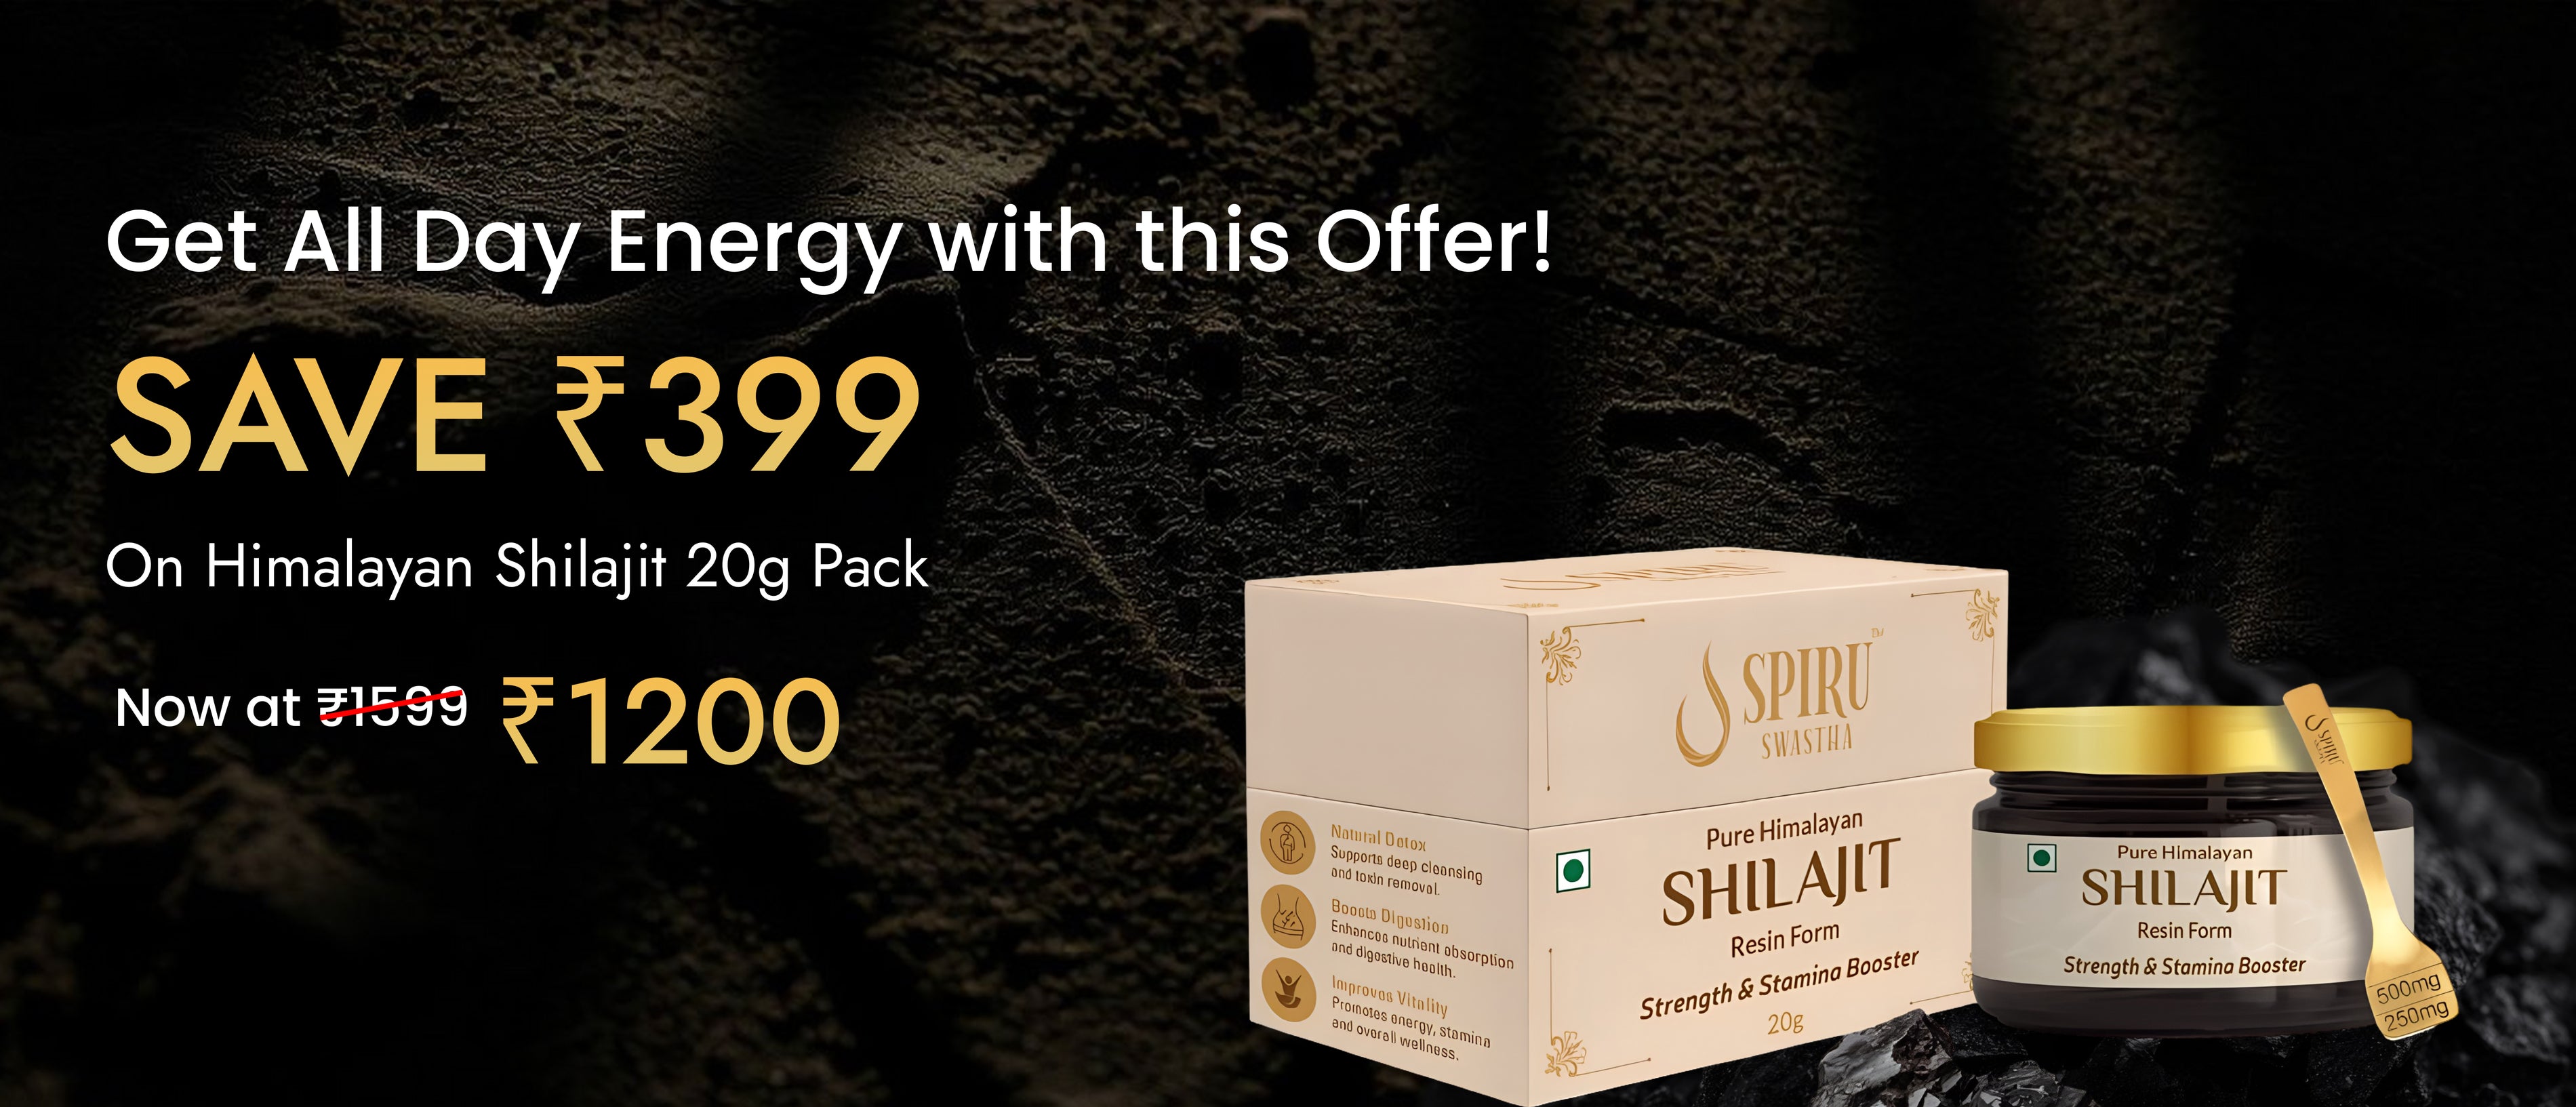 Get All Day Energy with this Offer!
SAVE ₹399
On Himalayan Shilajit 20g Pack
Now at ₹1599 ₹1200
SPIRU
SWASTHA
Natural Detox
Supports deep cleansing
and toxin removal.
Boosts Digestion
Enhances nutrient absorption
and digestive health.
Improves Vitality
Promotes energy, stamina
and overall wellness.
Pure Himalayan
SHILAJIT
Resin Form
Strength & Stamina Booster
20g
Pure Himalayan
SHILAJIT
Resin Form
Strength & Stamina Booster
SPIRU
500mg
250mg